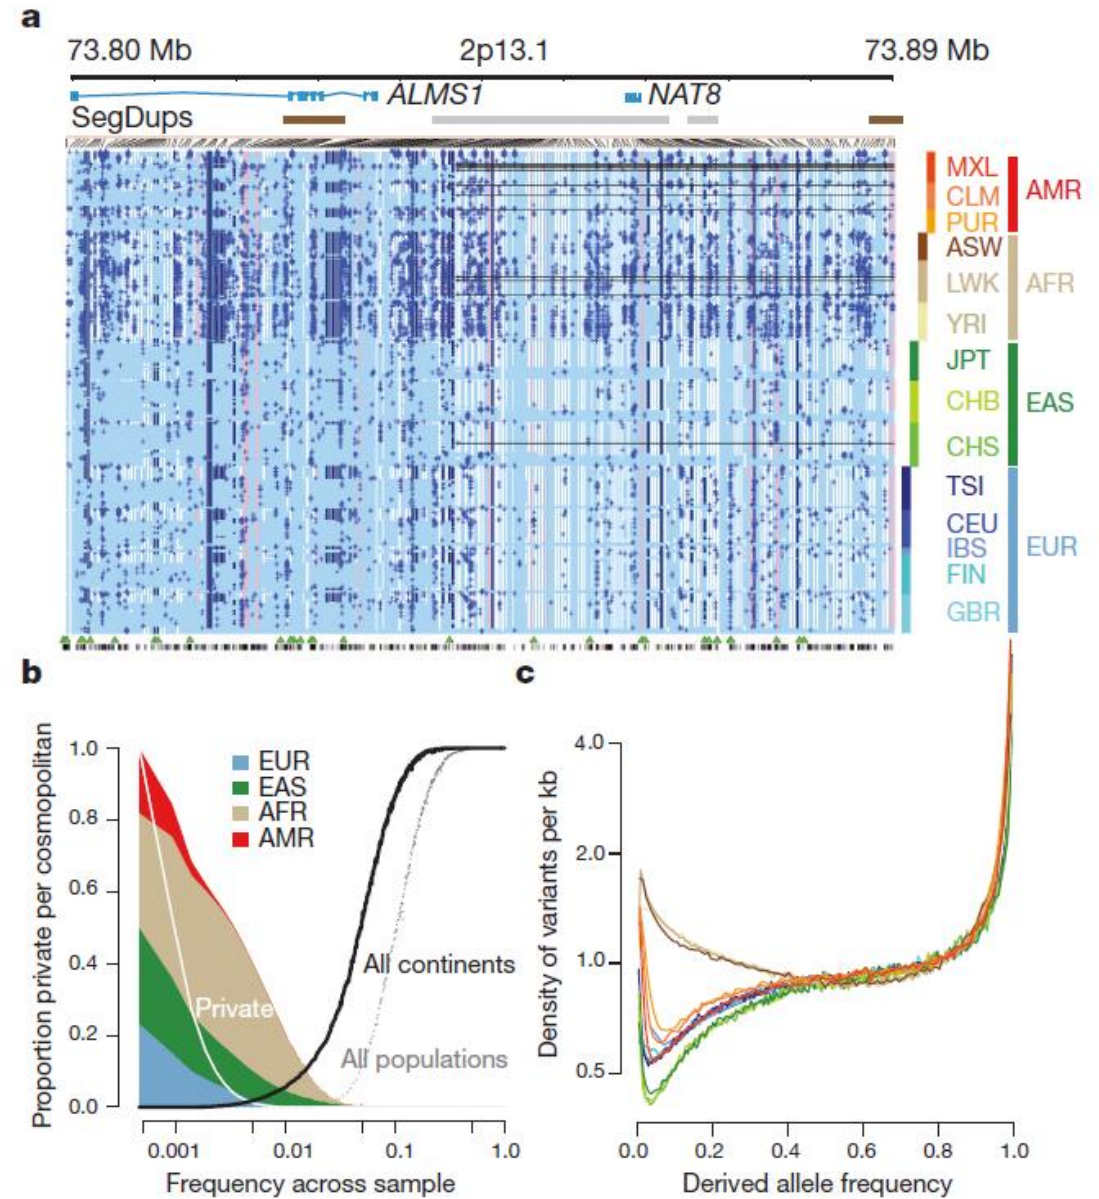 a
73.80 Mb 2p13.1 73.89 Mb
ALMS1 NAT8
SegDups
MXL
CLM
PUR
AMR
ASW
LWK
YRI
AFR
JPT
CHB
CHS
EAS
TSI
CEU
IBS
FIN
GBR
EUR
b
Proportion private per cosmopolitan
1.0
0.8
0.6
0.4
0.2
0.0
EUR
EAS
AFR
AMR
All continents
Private
All populations
0.001 0.01 0.1 1.0
Frequency across sample
c
Density of variants per kb
4.0
2.0
1.0
0.5
0.0 0.2 0.4 0.6 0.8 1.0
Derived allele frequency